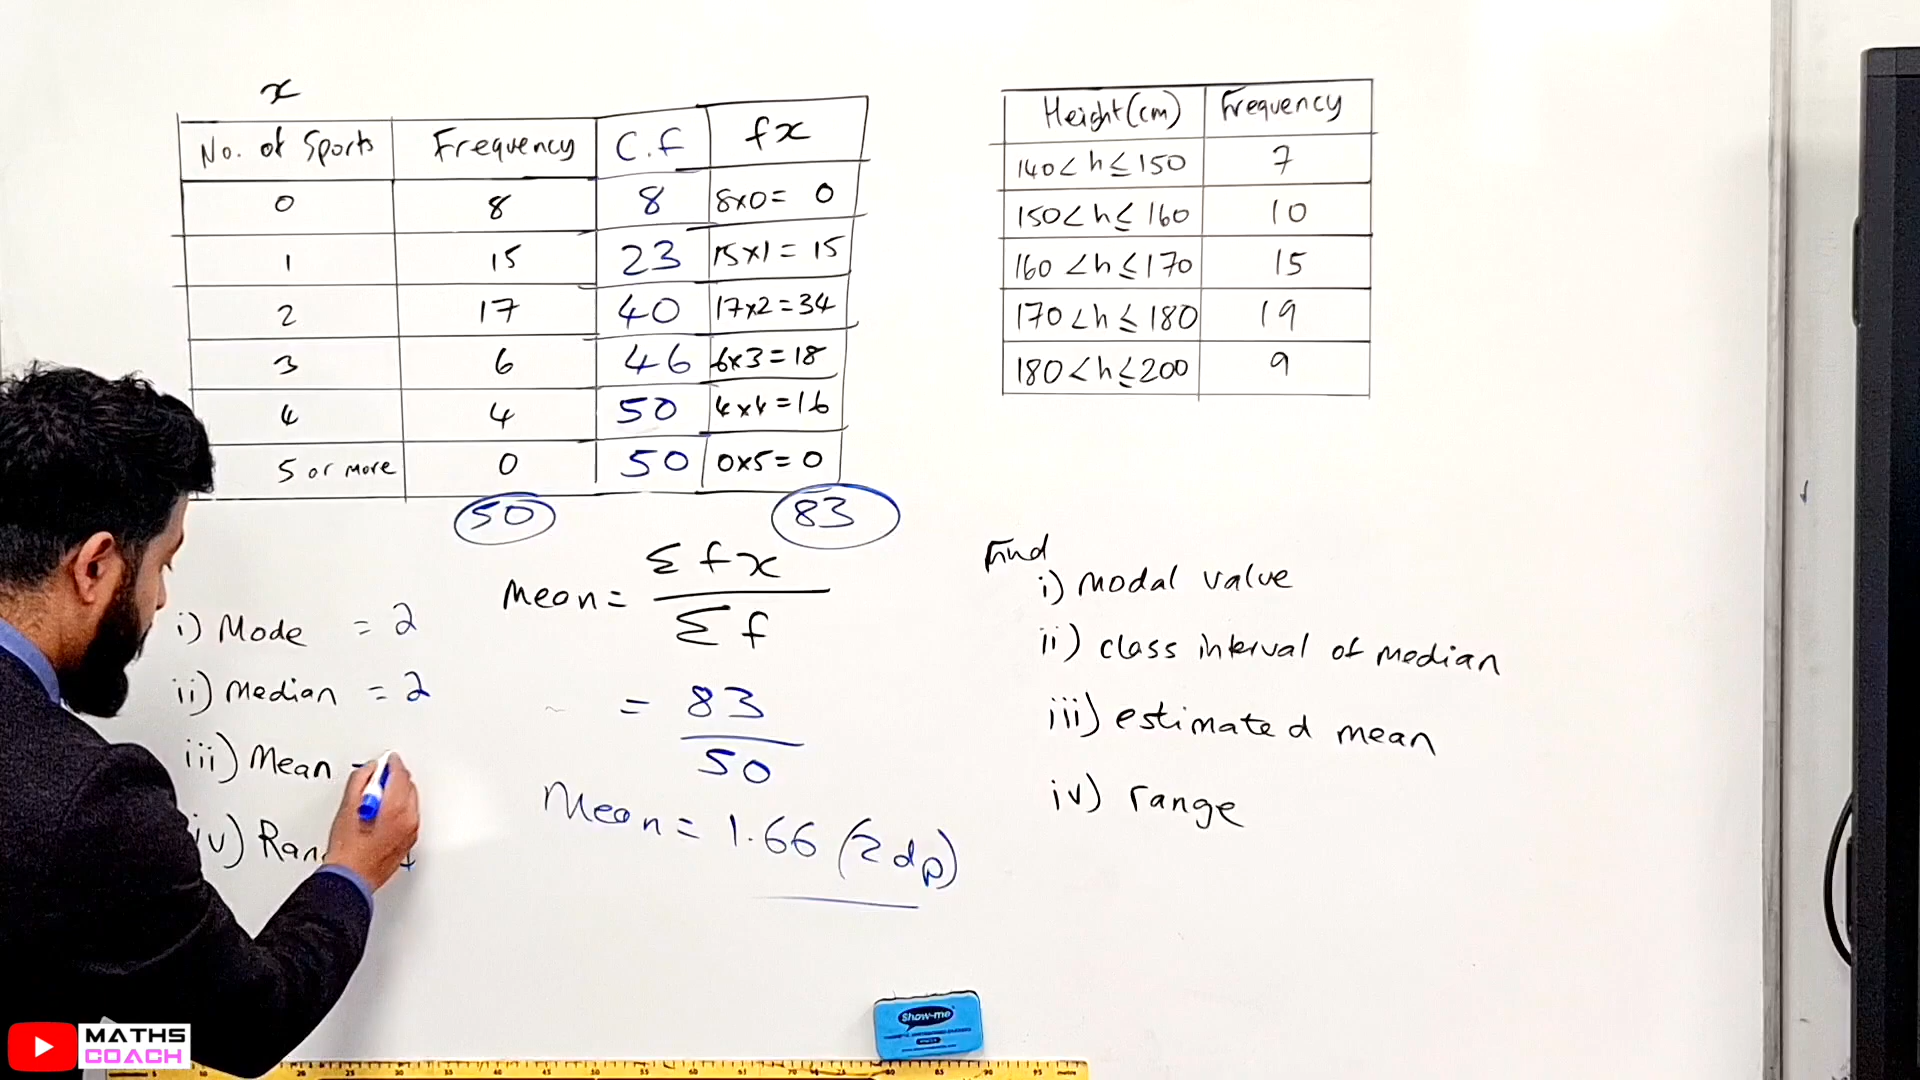 x
No. of Sports Frequency C.f fx
0 8 8 8x0= 0
1 15 23 15x1= 15
2 17 40 17x2=34
3 6 46 6x3=18
4 4 50 4x4=16
5 or more 0 50 0x5= 0
50 83
i) Mode = 2
ii) Median = 2
iii) Mean
iv) Ran
Mean = Σfx
Σf
= 83
50
Mean = 1.66 (2dp)
Height(cm) Frequency
140<h≤150 7
150<h≤160 10
160<h≤170 15
170<h≤180 19
180<h≤200 9
Find
i) modal value
ii) class interval of median
iii) estimated mean
iv) range
Show-me
MATHS
COACH